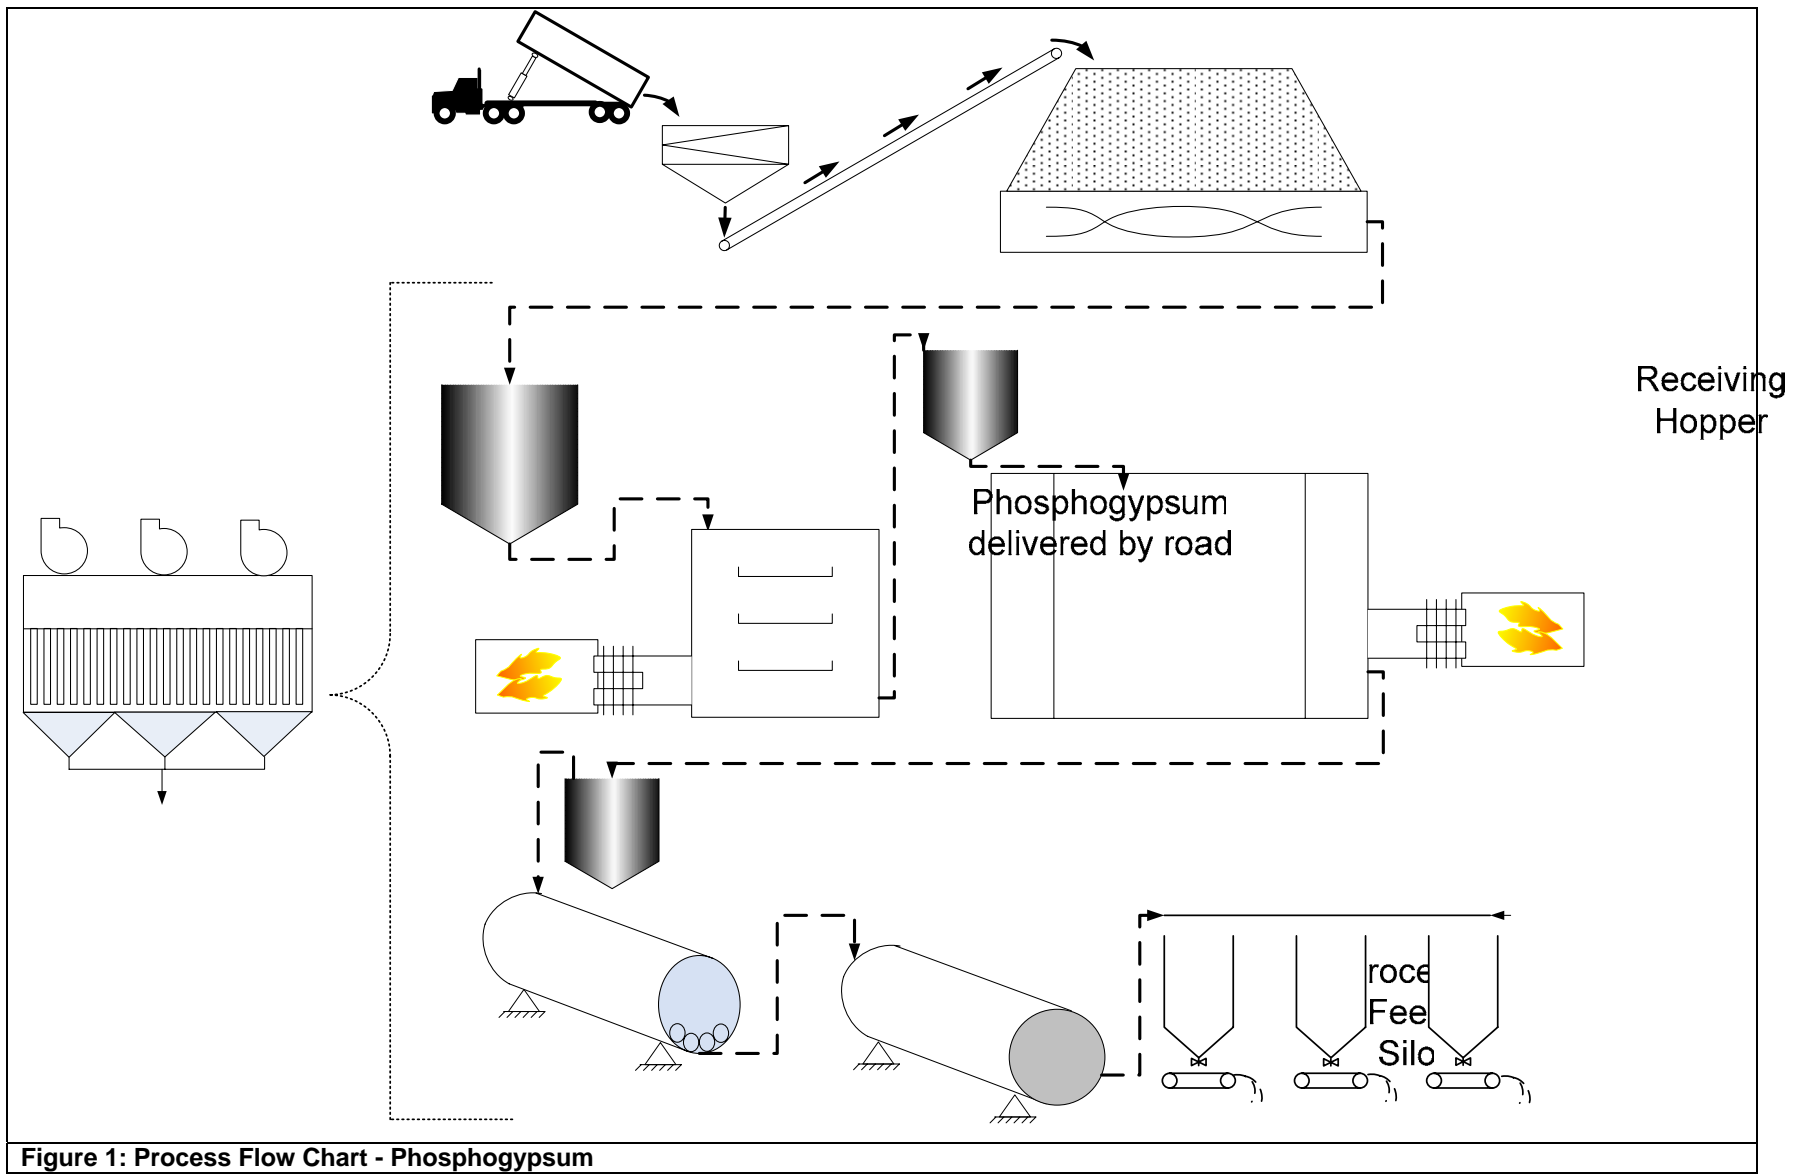 Receiving
Hopper
Phosphogypsum
delivered by road
roce
Fee
Silo
Figure 1: Process Flow Chart - Phosphogypsum